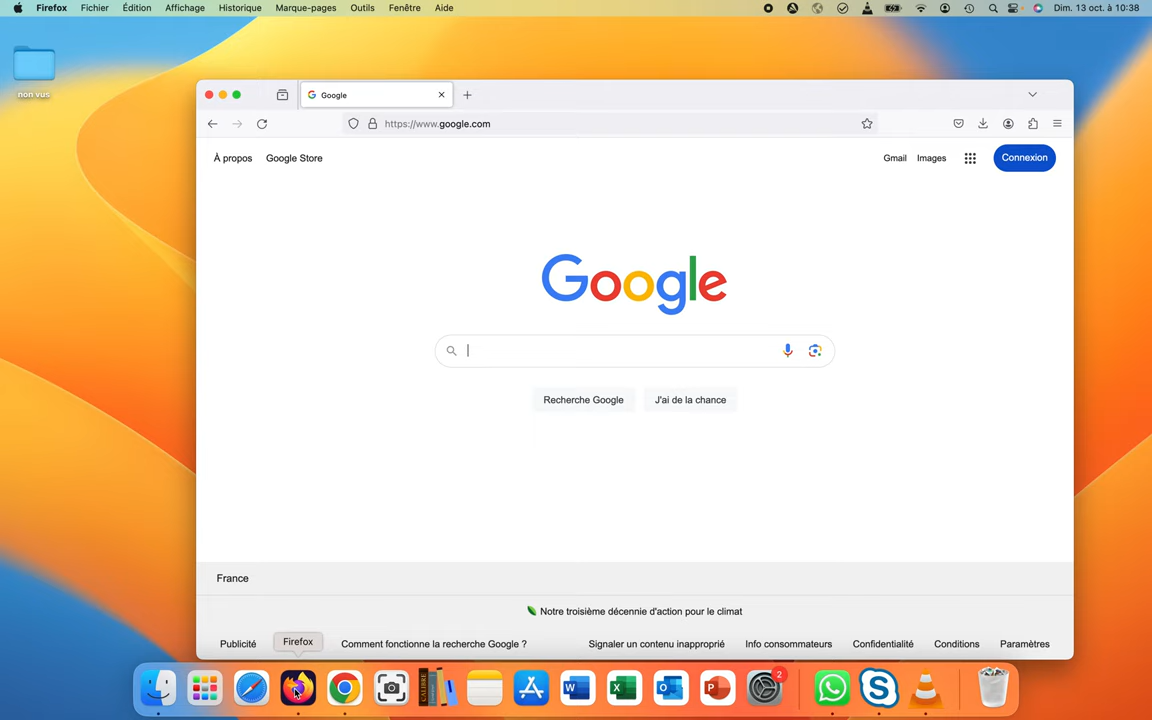 Firefox Fichier Édition Affichage Historique Marque-pages Outils Fenêtre Aide Dim. 13 oct. à 10:38
non vus
Google
https://www.google.com
À propos Google Store Gmail Images Connexion
Google
Recherche Google J'ai de la chance
France
Notre troisième décennie d'action pour le climat
Publicité Comment fonctionne la recherche Google ? Signaler un contenu inapproprié Info consommateurs Confidentialité Conditions Paramètres
Firefox
CALIBRE W X O P 2 S